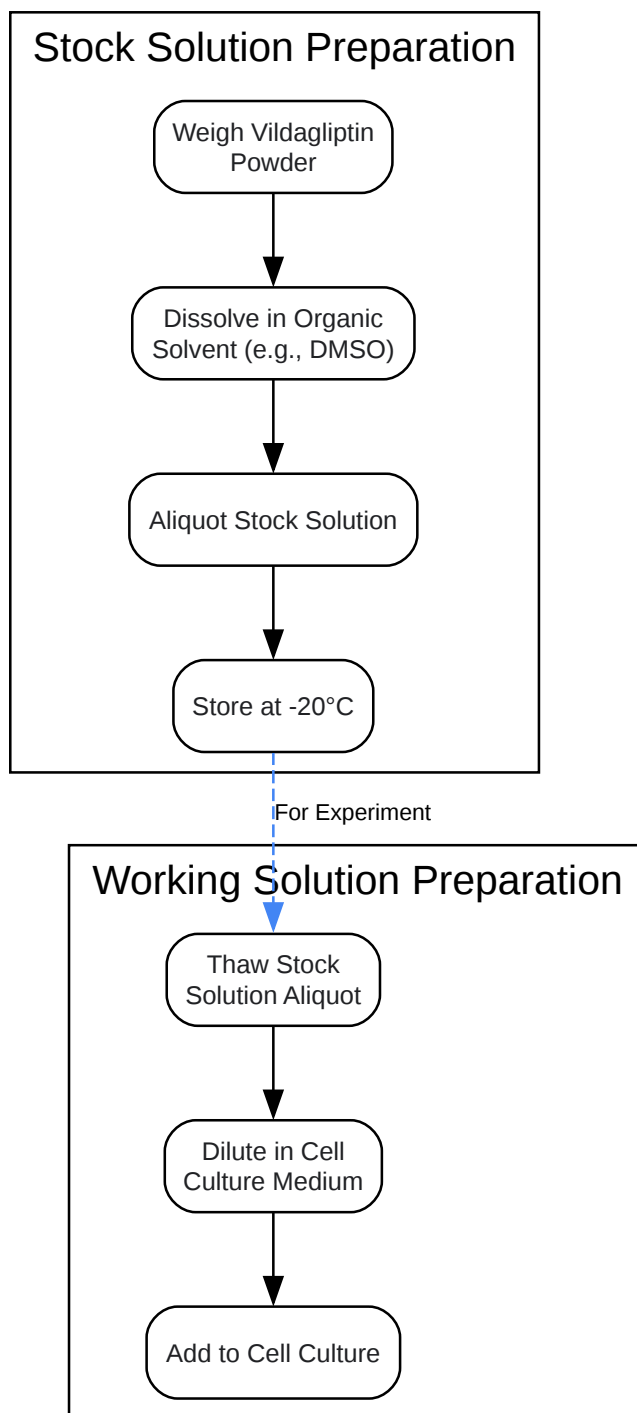 Stock Solution Preparation
Weigh Vildagliptin
Powder
Dissolve in Organic
Solvent (e.g., DMSO)
Aliquot Stock Solution
Store at -20°C
For Experiment
Working Solution Preparation
Thaw Stock
Solution Aliquot
Dilute in Cell
Culture Medium
Add to Cell Culture